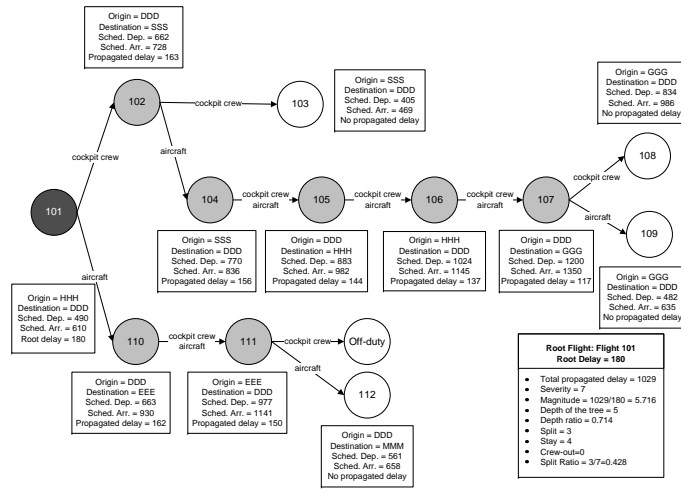 Origin = DDD
Destination = SSS
Sched. Dep. = 662
Sched. Arr. = 728
Propagated delay = 163
102
cockpit crew
103
Origin = SSS
Destination = DDD
Sched. Dep. = 405
Sched. Arr. = 469
No propagated delay
Origin = GGG
Destination = DDD
Sched. Dep. = 834
Sched. Arr. = 986
No propagated delay
cockpit crew
aircraft
101
104
cockpit crew
aircraft
105
cockpit crew
aircraft
106
cockpit crew
aircraft
107
cockpit crew
108
aircraft
109
Origin = SSS
Destination = DDD
Sched. Dep. = 770
Sched. Arr. = 836
Propagated delay = 156
Origin = DDD
Destination = HHH
Sched. Dep. = 883
Sched. Arr. = 982
Propagated delay = 144
Origin = HHH
Destination = DDD
Sched. Dep. = 1024
Sched. Arr. = 1145
Propagated delay = 137
Origin = DDD
Destination = GGG
Sched. Dep. = 1200
Sched. Arr. = 1350
Propagated delay = 117
Origin = GGG
Destination = DDD
Sched. Dep. = 482
Sched. Arr. = 635
No propagated delay
aircraft
Origin = HHH
Destination = DDD
Sched. Dep. = 490
Sched. Arr. = 610
Root delay = 180
110
cockpit crew
aircraft
111
cockpit crew
Off-duty
aircraft
112
Origin = DDD
Destination = EEE
Sched. Dep. = 663
Sched. Arr. = 930
Propagated delay = 162
Origin = EEE
Destination = DDD
Sched. Dep. = 977
Sched. Arr. = 1141
Propagated delay = 150
Origin = DDD
Destination = MMM
Sched. Dep. = 561
Sched. Arr. = 658
No propagated delay
Root Flight: Flight 101
Root Delay = 180
• Total propagated delay = 1029
• Severity = 7
• Magnitude = 1029/180 = 5.716
• Depth of the tree = 5
• Depth ratio = 0.714
• Split = 3
• Stay = 4
• Crew-out=0
• Split Ratio = 3/7=0.428